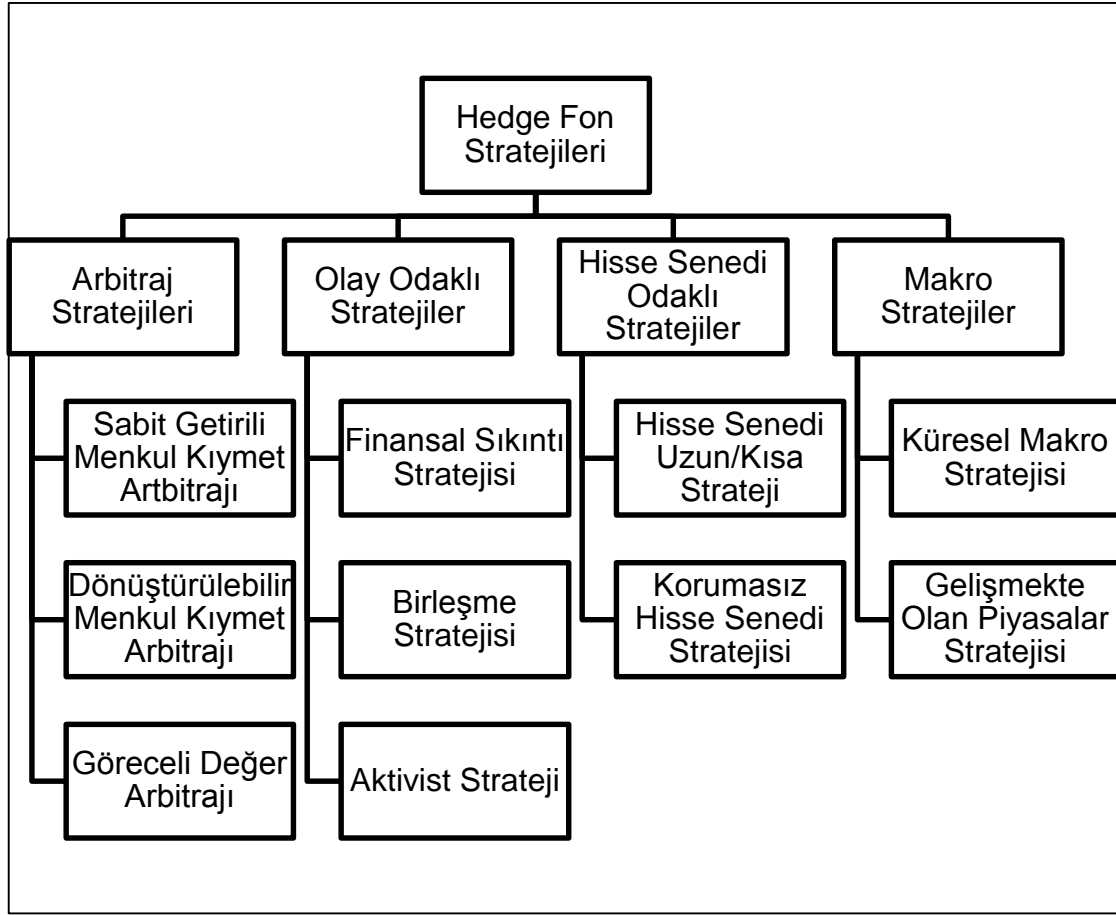 Hedge Fon
Stratejileri
Arbitraj
Stratejileri
Sabit Getirili
Menkul Kıymet
Artbitrajı
Dönüştürülebilir
Menkul Kıymet
Arbitrajı
Göreceli Değer
Arbitrajı
Olay Odaklı
Stratejiler
Finansal Sıkıntı
Stratejisi
Birleşme
Stratejisi
Aktivist Strateji
Hisse Senedi
Odaklı
Stratejiler
Hisse Senedi
Uzun/Kısa
Strateji
Korumasız
Hisse Senedi
Stratejisi
Makro
Stratejiler
Küresel Makro
Stratejisi
Gelişmekte
Olan Piyasalar
Stratejisi